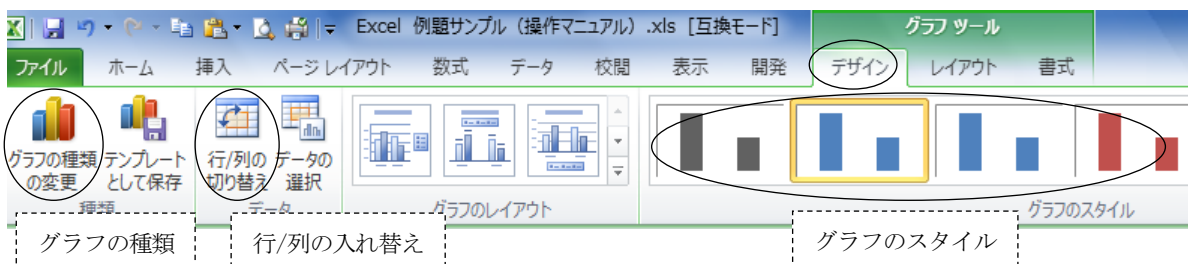 Excel 例題サンプル（操作マニュアル）.xls [互換モード]
グラフ ツール
ファイル ホーム 挿入 ページ レイアウト 数式 データ 校閲 表示 開発 デザイン レイアウト 書式
グラフの種類
の変更
テンプレート
として保存
行/列の
切り替え
データの
選択
種類
データ
グラフのレイアウト
グラフのスタイル
グラフの種類
行/列の入れ替え
グラフのスタイル